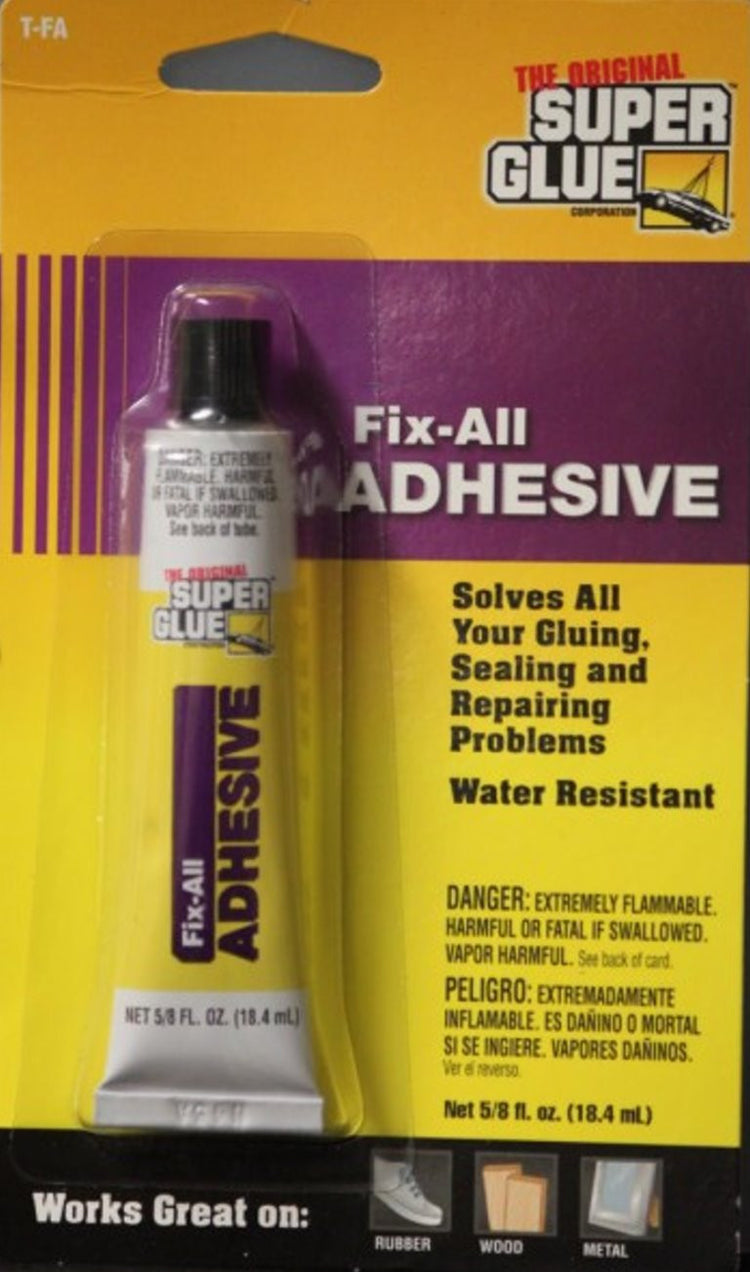 T-FA
THE ORIGINAL
SUPER
GLUE
CORPORATION
Fix-All
ADHESIVE
DANGER: EXTREMELY
FLAMMABLE. HARMFUL
OR FATAL IF SWALLOWED.
VAPOR HARMFUL.
See back of tube.
THE ORIGINAL
SUPER
GLUE
Fix-All
ADHESIVE
NET 5/8 FL. OZ. (18.4 mL)
Solves All
Your Gluing,
Sealing and
Repairing
Problems
Water Resistant
DANGER: EXTREMELY FLAMMABLE.
HARMFUL OR FATAL IF SWALLOWED.
VAPOR HARMFUL. See back of card.
PELIGRO: EXTREMADAMENTE
INFLAMABLE. ES DAÑINO O MORTAL
SI SE INGIERE. VAPORES DAÑINOS.
Ver el reverso.
Net 5/8 fl. oz. (18.4 mL)
Works Great on:
RUBBER
WOOD
METAL